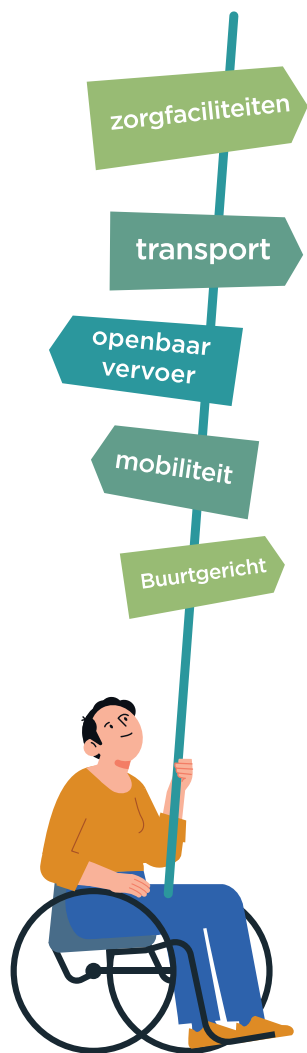 zorgfaciliteiten
transport
openbaar
vervoer
mobiliteit
Buurtgericht